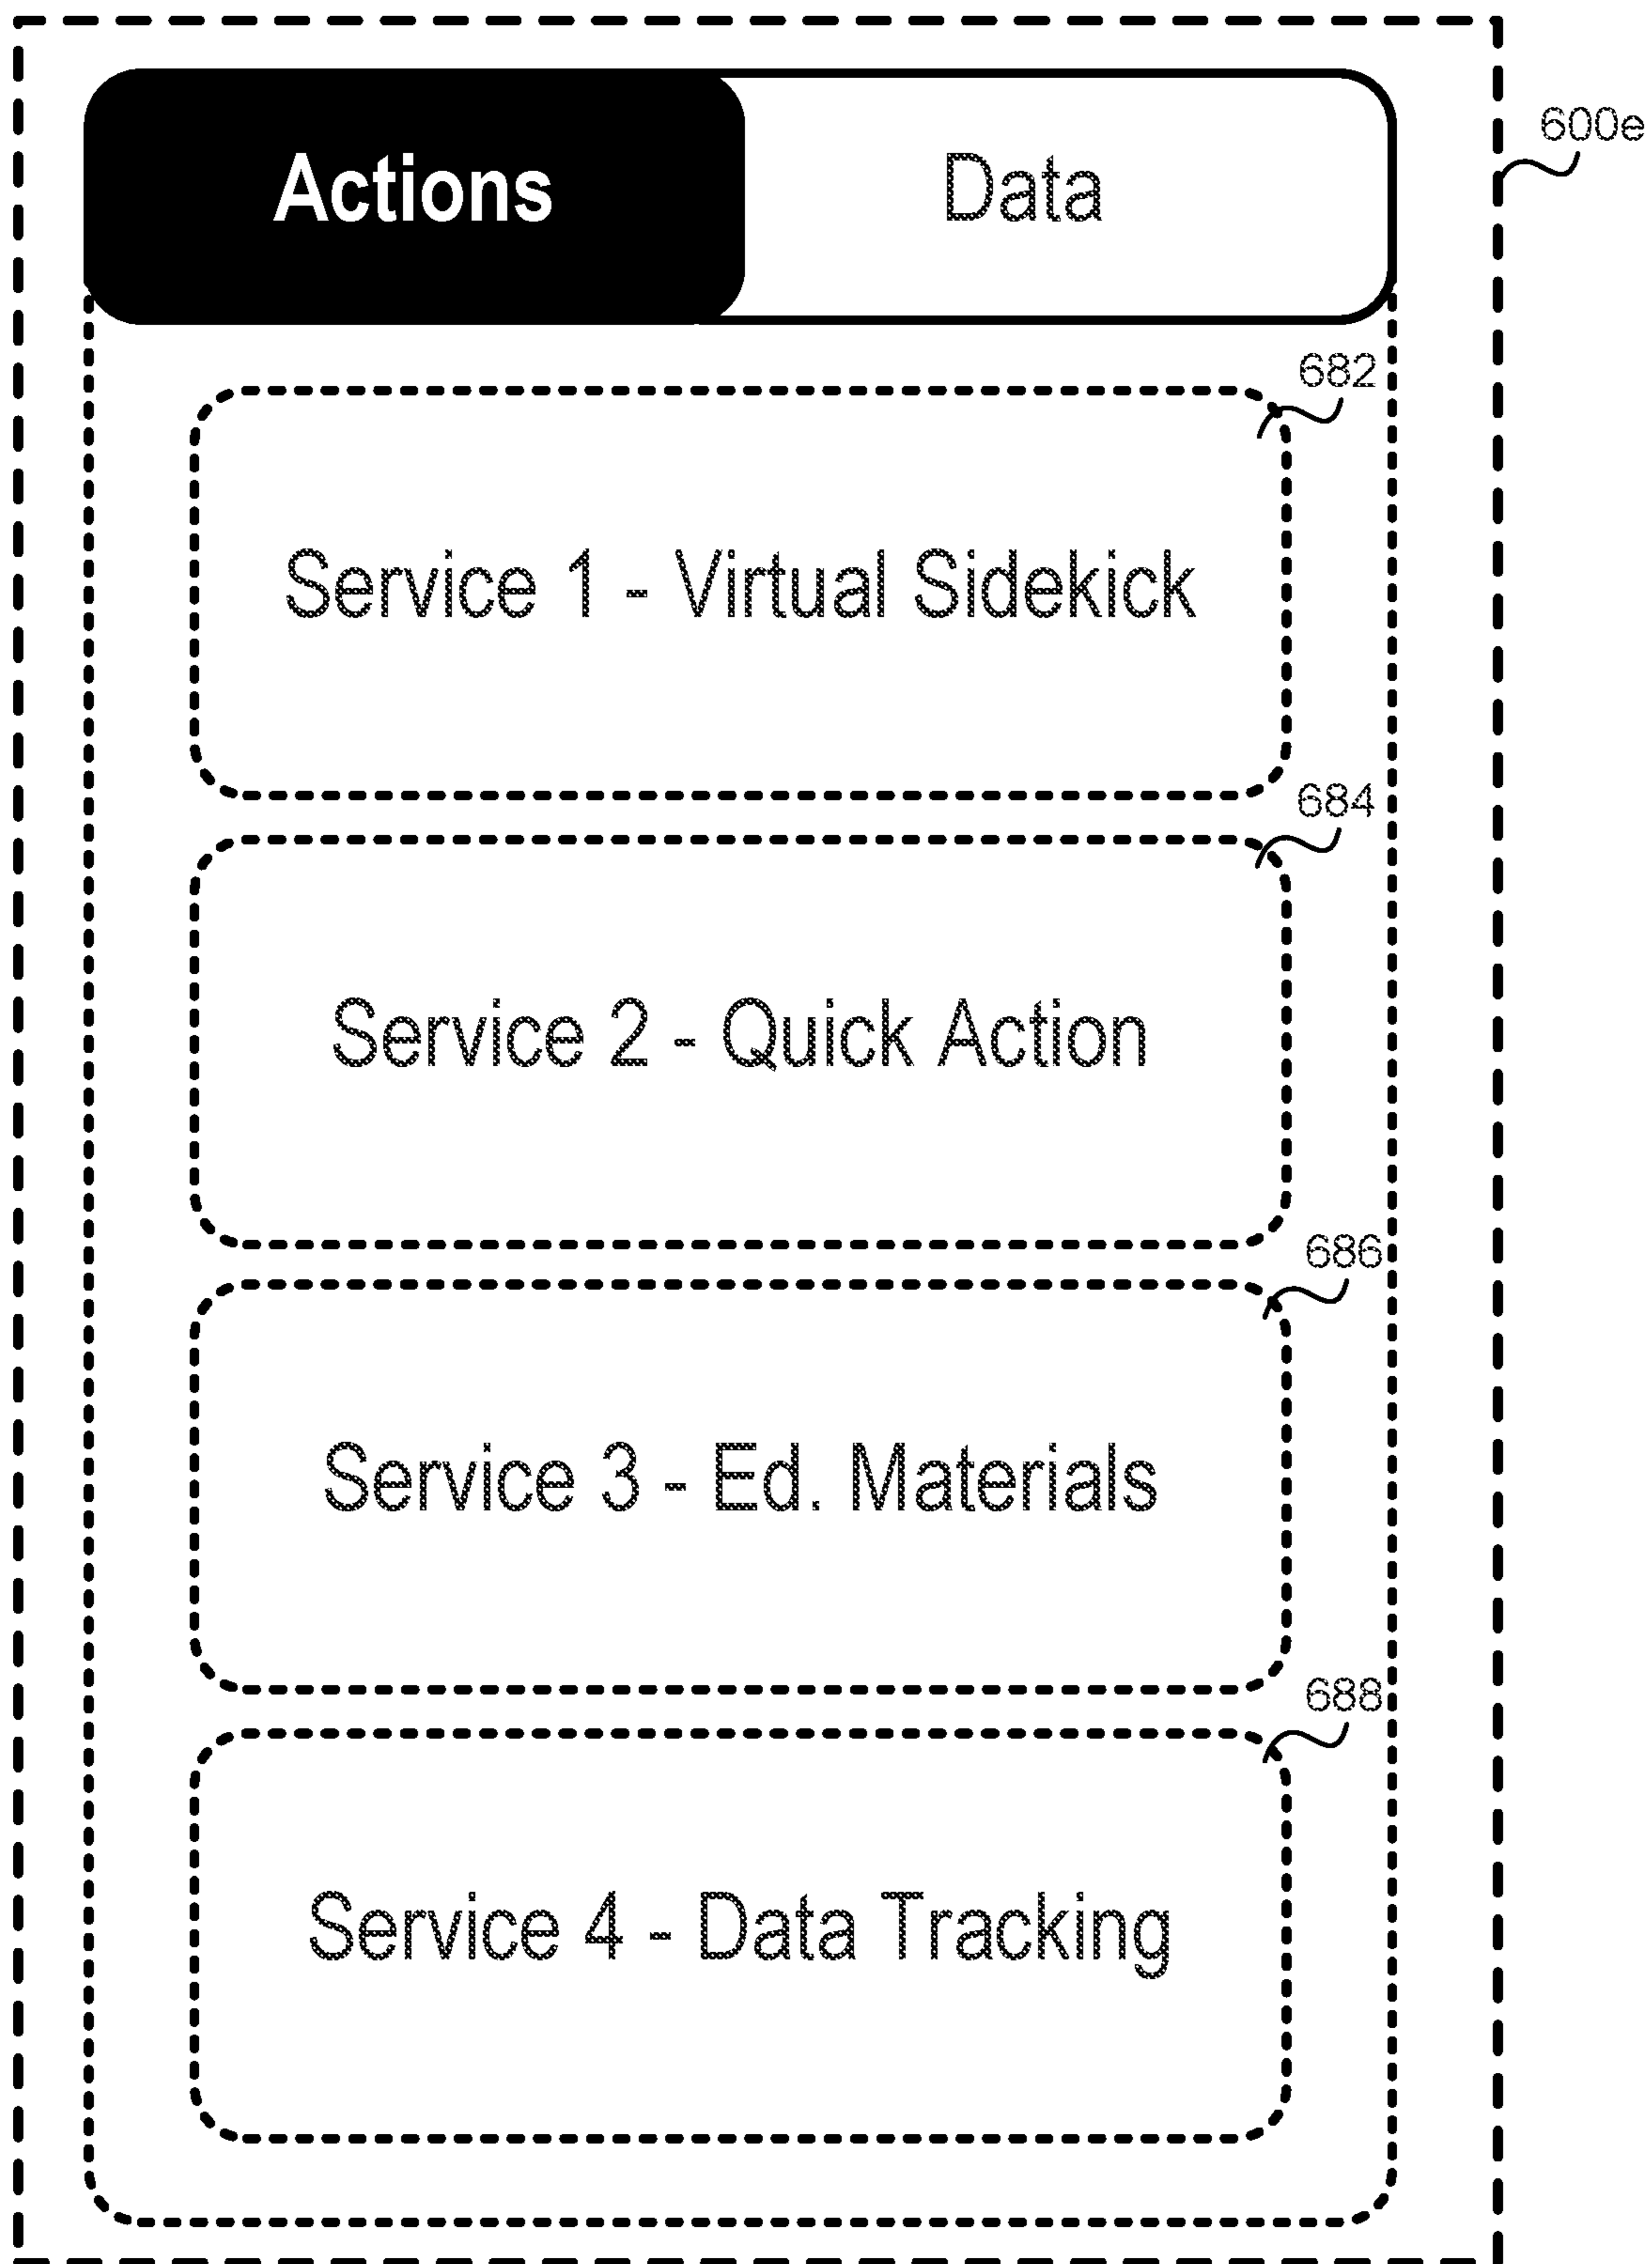 Actions Data
600e
682
Service 1 - Virtual Sidekick
684
Service 2 - Quick Action
686
Service 3 - Ed. Materials
688
Service 4 - Data Tracking